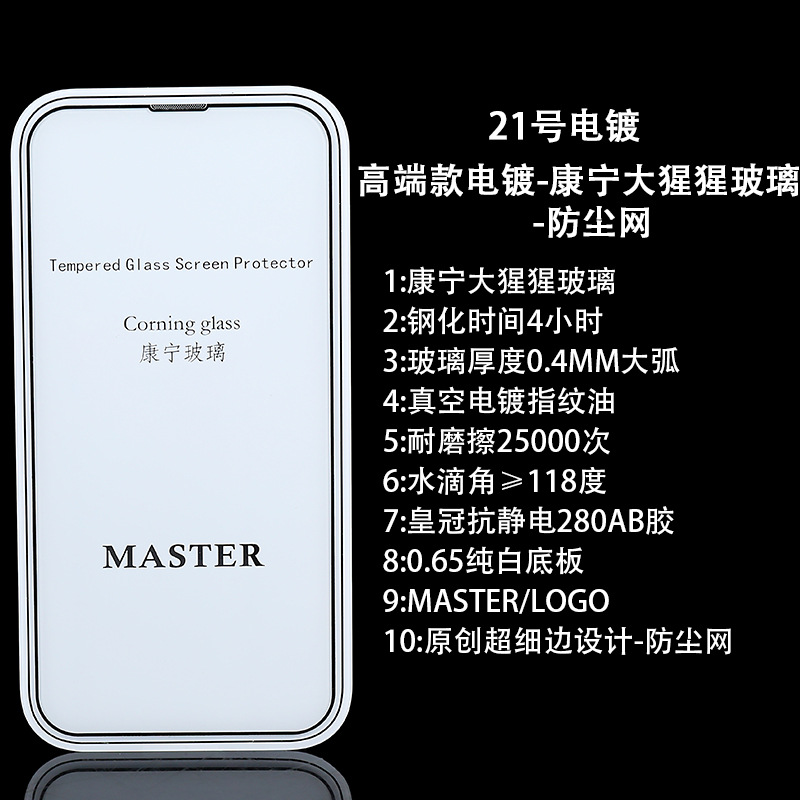 21号电镀
高端款电镀-康宁大猩猩玻璃
-防尘网
1:康宁大猩猩玻璃
2:钢化时间4小时
3:玻璃厚度0.4MM大弧
4:真空电镀指纹油
5:耐磨擦25000次
6:水滴角≥118度
7:皇冠抗静电280AB胶
8:0.65纯白底板
9:MASTER/LOGO
10:原创超细边设计-防尘网
Tempered Glass Screen Protector
Corning glass
康宁玻璃
MASTER